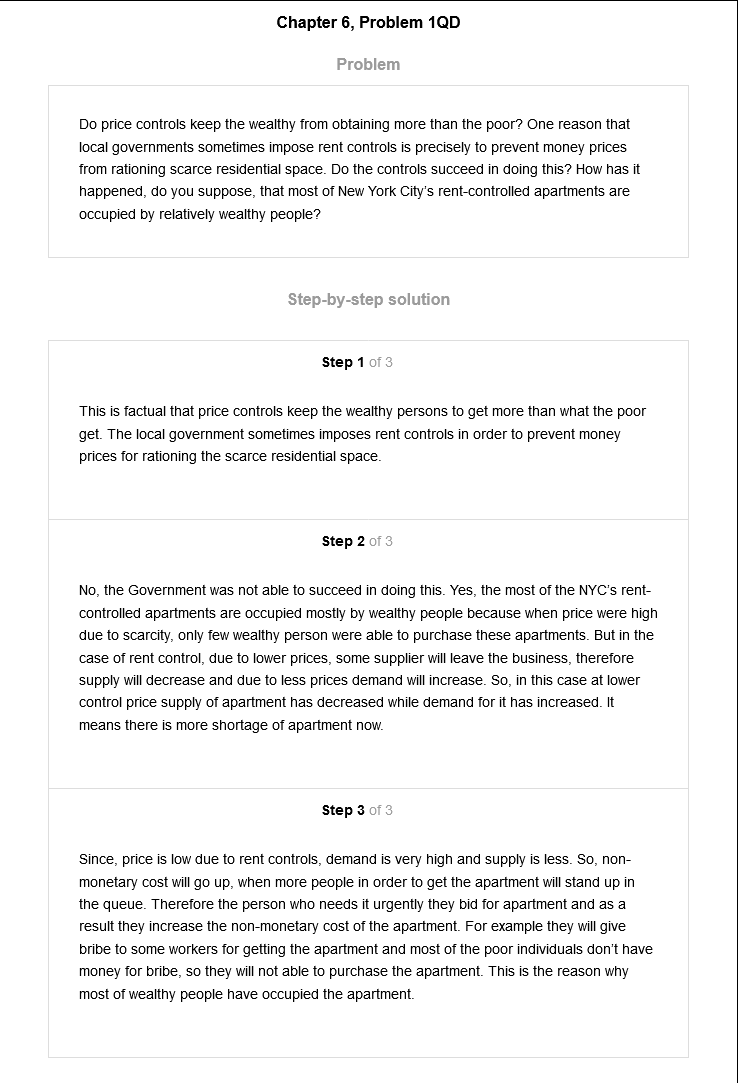 Chapter 6, Problem 1QD
Problem
Do price controls keep the wealthy from obtaining more than the poor? One reason that
local governments sometimes impose rent controls is precisely to prevent money prices
from rationing scarce residential space. Do the controls succeed in doing this? How has it
happened, do you suppose, that most of New York City's rent-controlled apartments are
occupied by relatively wealthy people?
Step-by-step solution
Step 1 of 3
This is factual that price controls keep the wealthy persons to get more than what the poor
get. The local government sometimes imposes rent controls in order to prevent money
prices for rationing the scarce residential space.
Step 2 of 3
No, the Government was not able to succeed in doing this. Yes, the most of the NYC's rent-
controlled apartments are occupied mostly by wealthy people because when price were high
due to scarcity, only few wealthy person were able to purchase these apartments. But in the
case of rent control, due to lower prices, some supplier will leave the business, therefore
supply will decrease and due to less prices demand will increase. So, in this case at lower
control price supply of apartment has decreased while demand for it has increased. It
means there is more shortage of apartment now.
Step 3 of 3
Since, price is low due to rent controls, demand is very high and supply is less. So, non-
monetary cost will go up, when more people in order to get the apartment will stand up in
the queue. Therefore the person who needs it urgently they bid for apartment and as a
result they increase the non-monetary cost of the apartment. For example they will give
bribe to some workers for getting the apartment and most of the poor individuals don't have
money for bribe, so they will not able to purchase the apartment. This is the reason why
most of wealthy people have occupied the apartment.